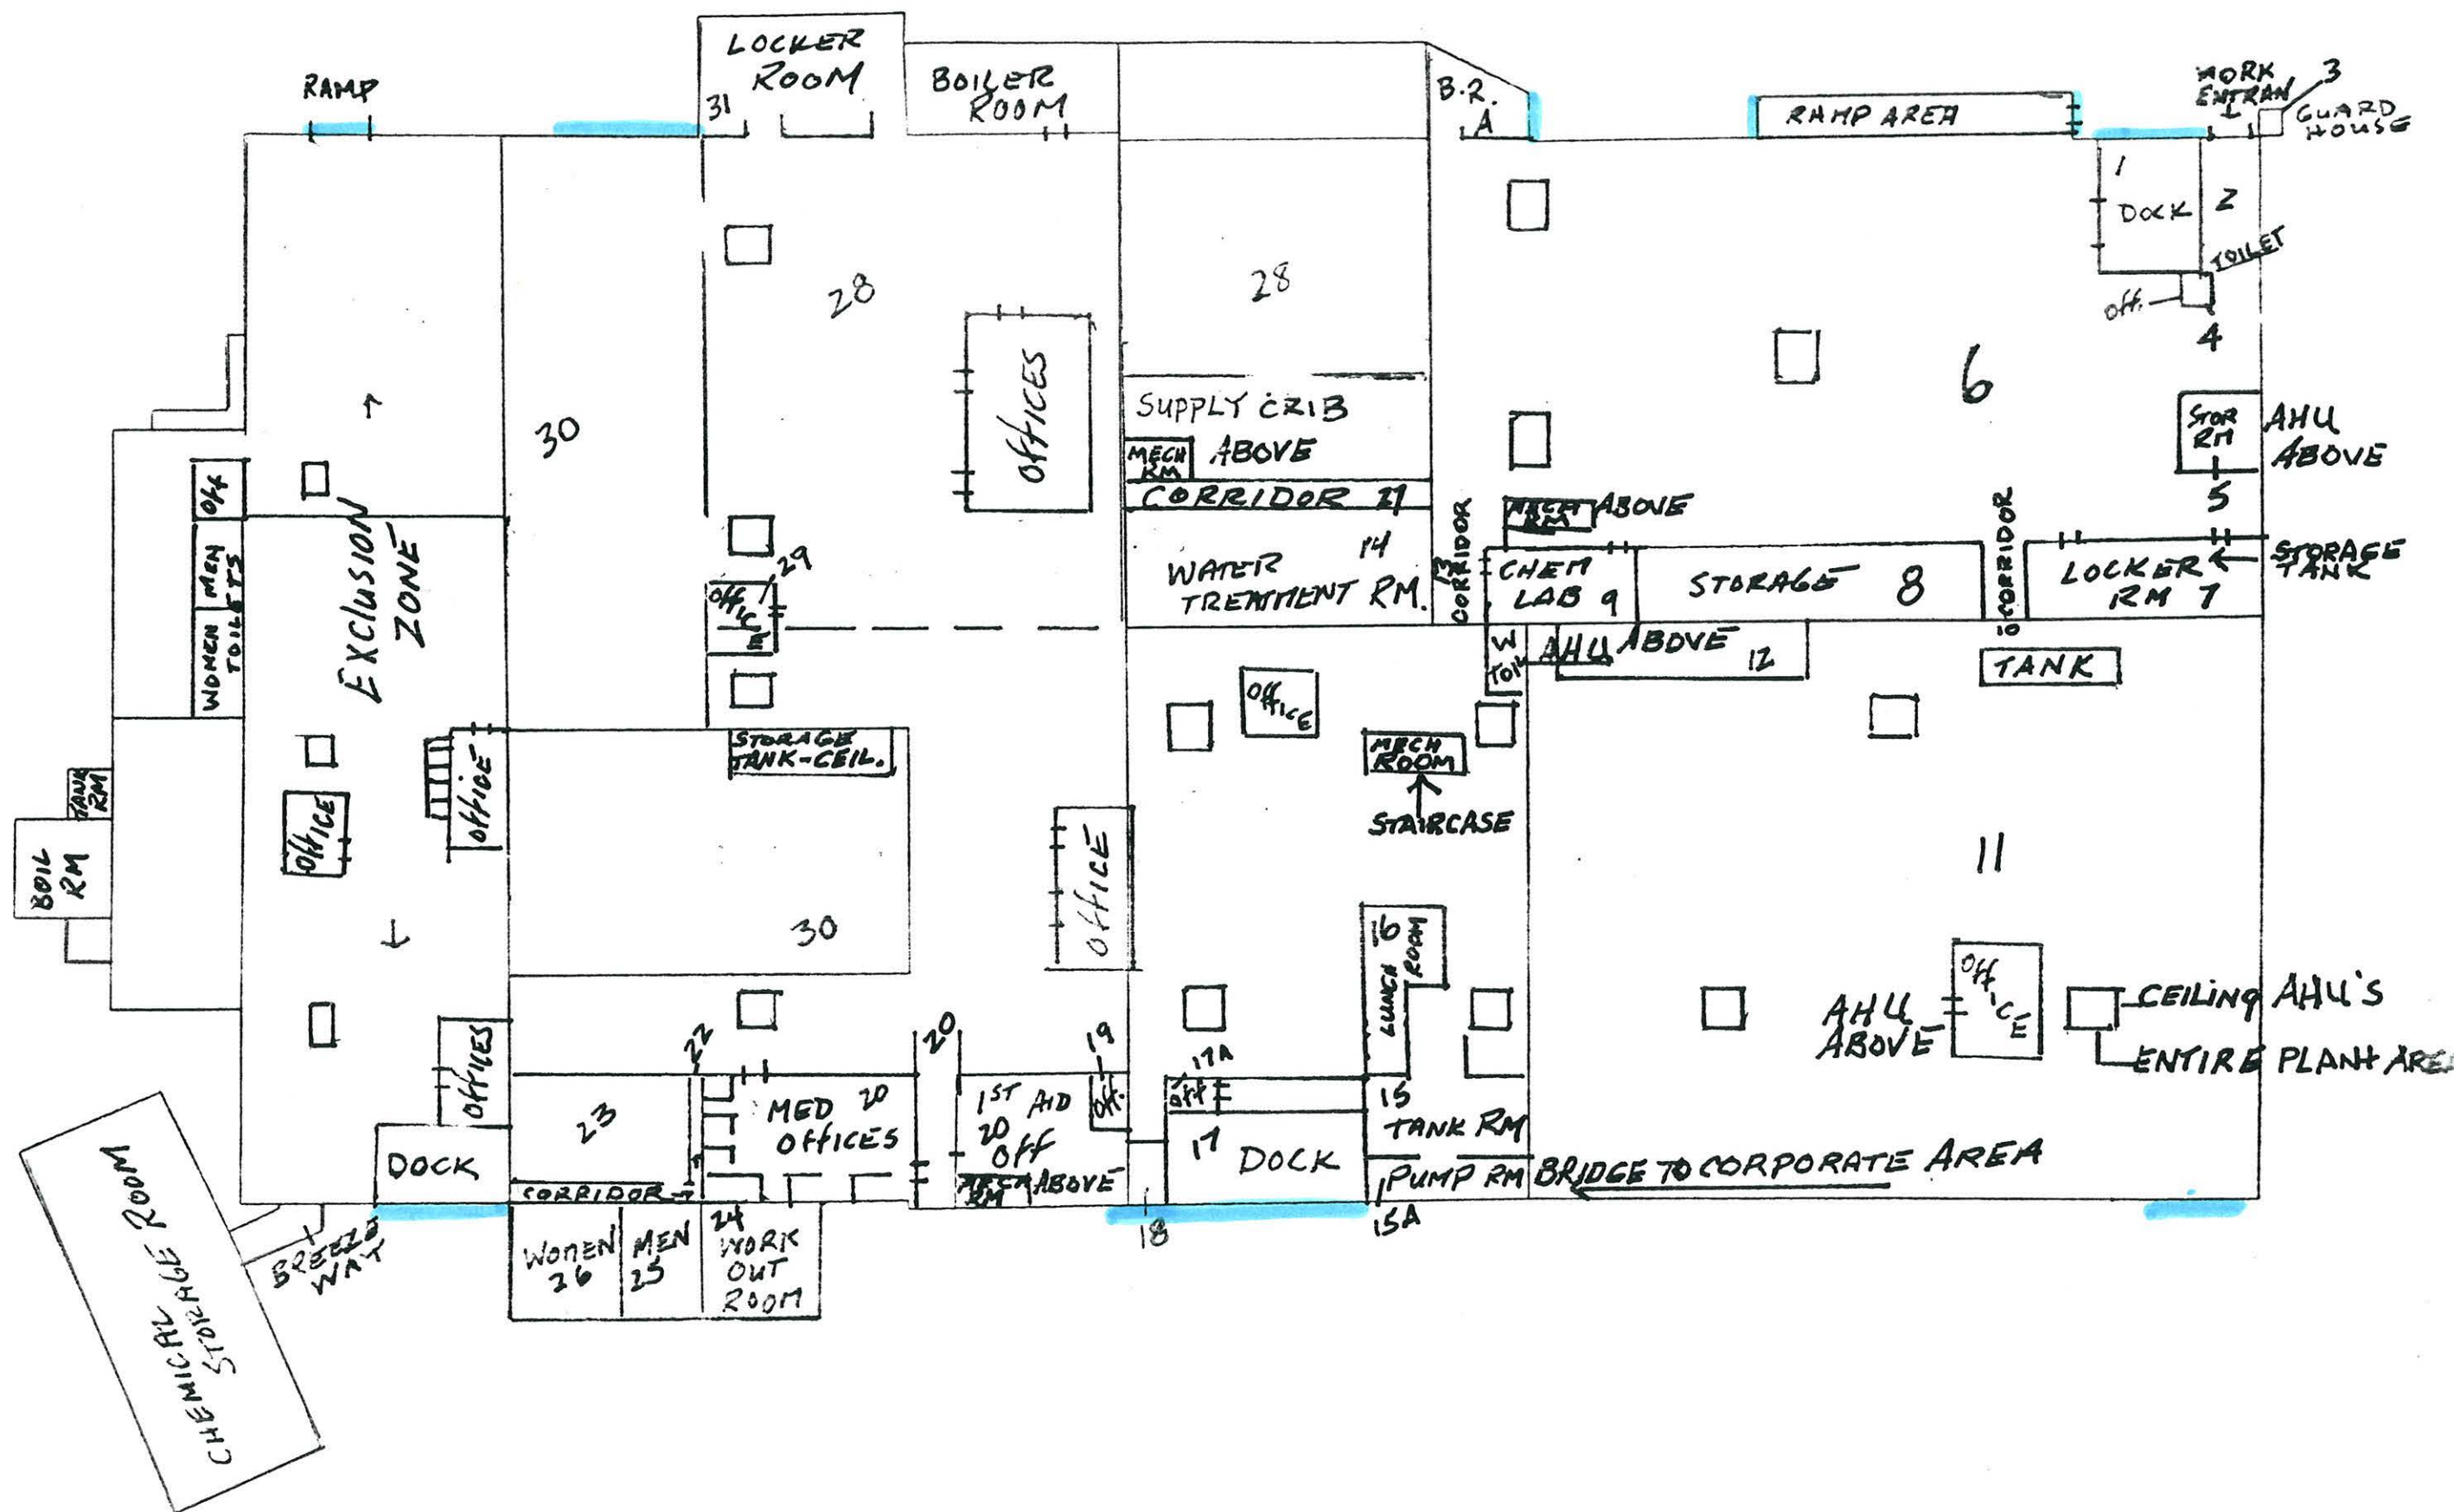 LOCKER
ROOM
31
BOILER
ROOM
RAMP
B.R.
A
RAMP AREA
WORK
ENTRAN
3
GUARD
HOUSE
1
DOCK
2
TOILET
Off.
4
28
28
6
30
OFFICES
SUPPLY CRIB
ABOVE
MECH
RM
CORRIDOR 27
STOR
RM
AHU
ABOVE
5
Off
MEN
WOMEN
TOILETS
EXCLUSION
ZONE
29
OFFICE
WATER 14
TREATMENT RM.
CORRIDOR
13
MECH
RM
ABOVE
CHEM
LAB 9
STORAGE 8
CORRIDOR
10
LOCKER
RM 7
STORAGE
TANK
W
TOI
AHU ABOVE 12
TANK
OFFICE
MECH
ROOM
STAIRCASE
STORAGE
TANK-CEIL.
OFFICE
OFFICE
TANK
RM
BOIL
RM
30
OFFICE
11
16
LUNCH
ROOM
OFFICE
AHU
ABOVE
CEILING AHU'S
ENTIRE PLANT AREA
OFFICES
22
20
19
17A
23
MED 20
OFFICES
1ST AID
20
OFF
Off.
Off
17
DOCK
15
TANK RM
DOCK
CORRIDOR
MECH
RM
ABOVE
PUMP RM
BRIDGE TO CORPORATE AREA
15A
18
BREEZE
WAY
WOMEN
26
MEN
25
24
WORK
OUT
ROOM
CHEMICAL ROOM
STORAGE